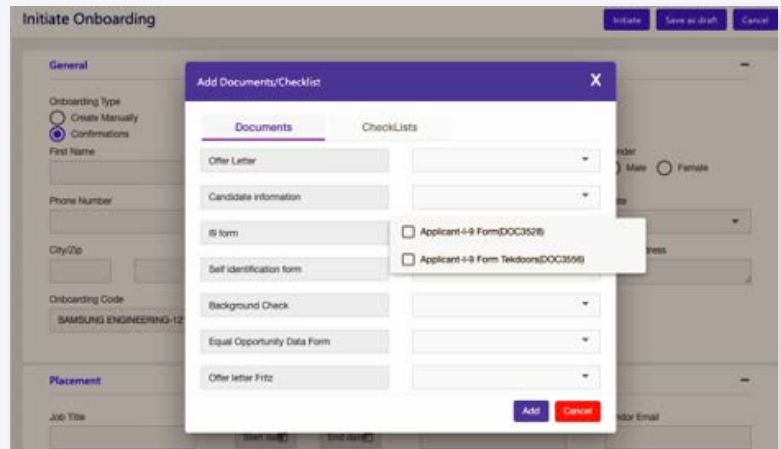 Initiate Onboarding
Initiate Save as draft Cancel
General
Add Documents/Checklist X
Onboarding Type
Create Manually
Confirmations
Documents CheckLists
First Name
Offer Letter
Male Female
Phone Number
Candidate information
I9 form
Applicant-I-9 Form(DOC3528)
City/Zip
Applicant-I-9 Form Tekdoors(DOC3556)
Self identification form
Onboarding Code
Background Check
SAMSUNG ENGINEERING-12
Equal Opportunity Data Form
Placement
Offer letter Fritz
Add Cancel
Job Title
Email
Start date End date